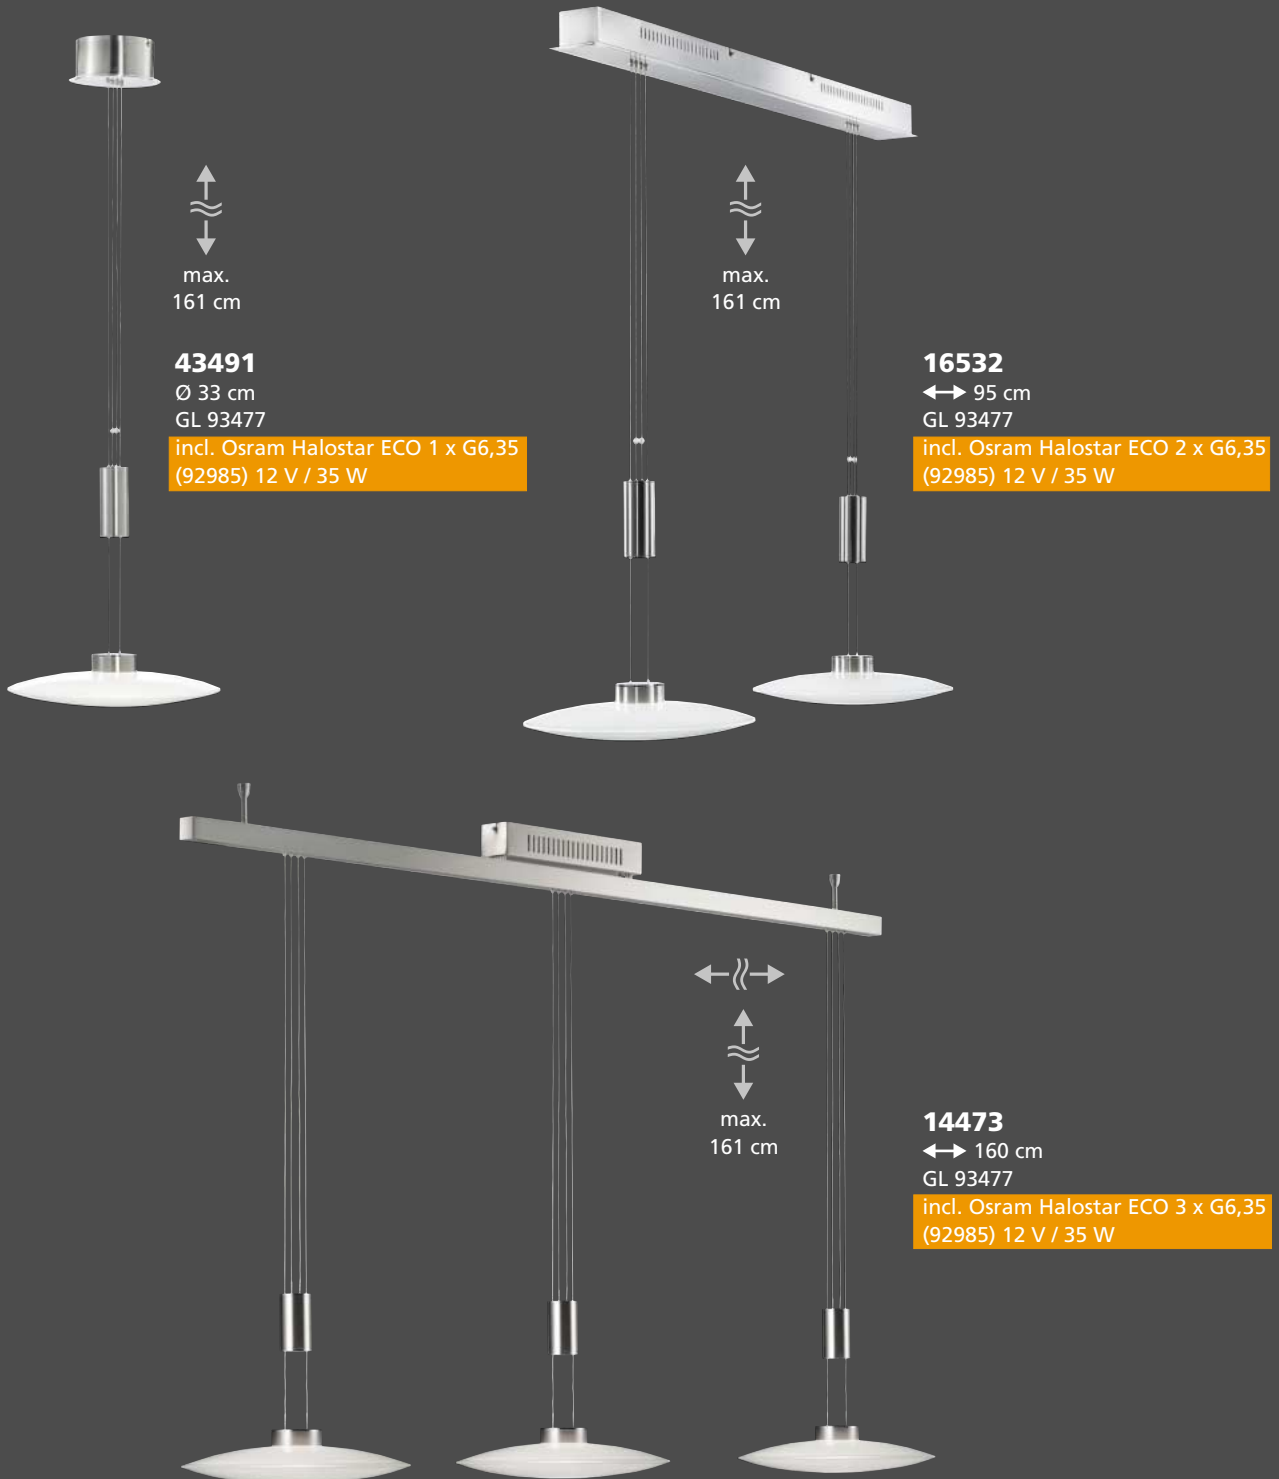 max.
161 cm
43491
Ø 33 cm
GL 93477
incl. Osram Halostar ECO 1 x G6,35
(92985) 12 V / 35 W
max.
161 cm
16532
95 cm
GL 93477
incl. Osram Halostar ECO 2 x G6,35
(92985) 12 V / 35 W
max.
161 cm
14473
160 cm
GL 93477
incl. Osram Halostar ECO 3 x G6,35
(92985) 12 V / 35 W